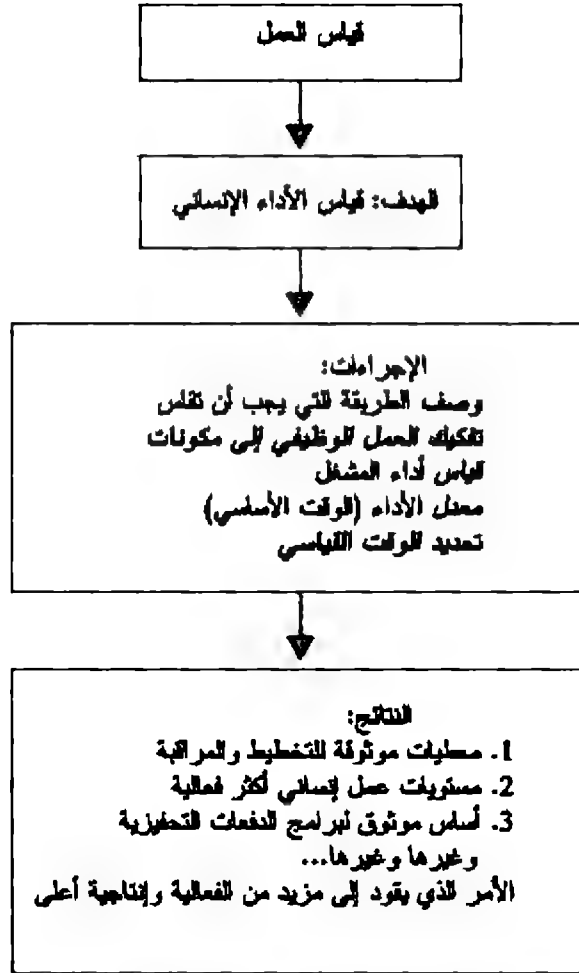 قياس العمل
الهدف: قياس الأداء الإنساني
الإجراءات:
وصف الطريقة التي يجب أن تقاس
تفكيك العمل الوظيفي إلى مكونات
قياس أداء المشغل
معدل الأداء (الوقت الأساسي)
تحديد الوقت القياسي
النتائج:
1. معطيات موثوقة للتخطيط والمراقبة
2. مستويات عمل إنساني أكثر فعالية
3. أساس موثوق لبرامج الدفعات التحفيزية
وغيرها وغيرها...
الأمر الذي يقود إلى مزيد من الفعالية وإنتاجية أعلى